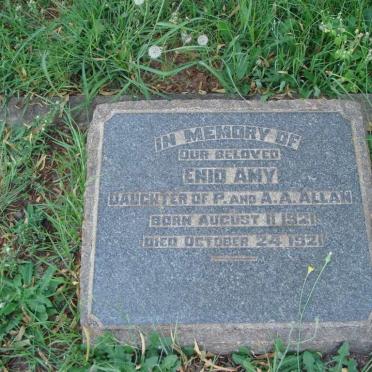 IN MEMORY OF
OUR BELOVED
ENID AMY
DAUGHTER OF P. AND A. A. ALLAN
BORN AUGUST 11. 1921
DIED OCTOBER 24. 1921